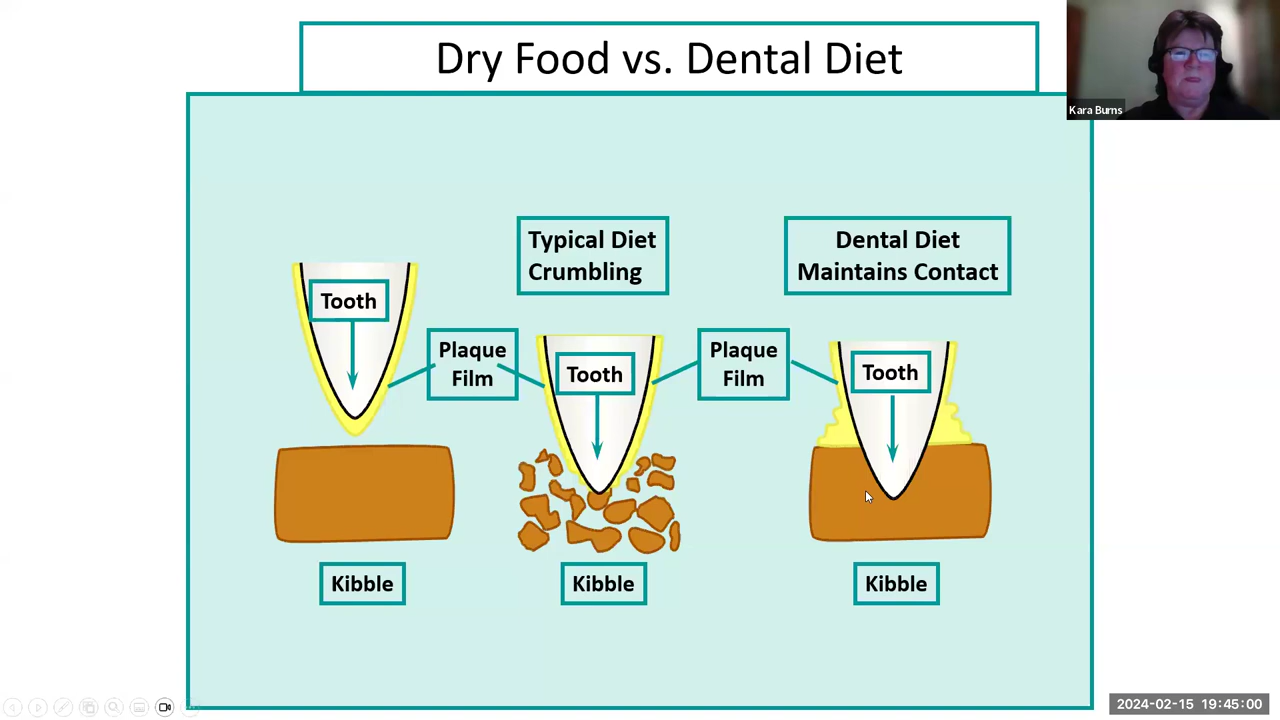 Dry Food vs. Dental Diet
Kara Burns
Typical Diet
Crumbling
Dental Diet
Maintains Contact
Tooth
Plaque
Film
Tooth
Plaque
Film
Tooth
Kibble
Kibble
Kibble
2024-02-15 19:45:00